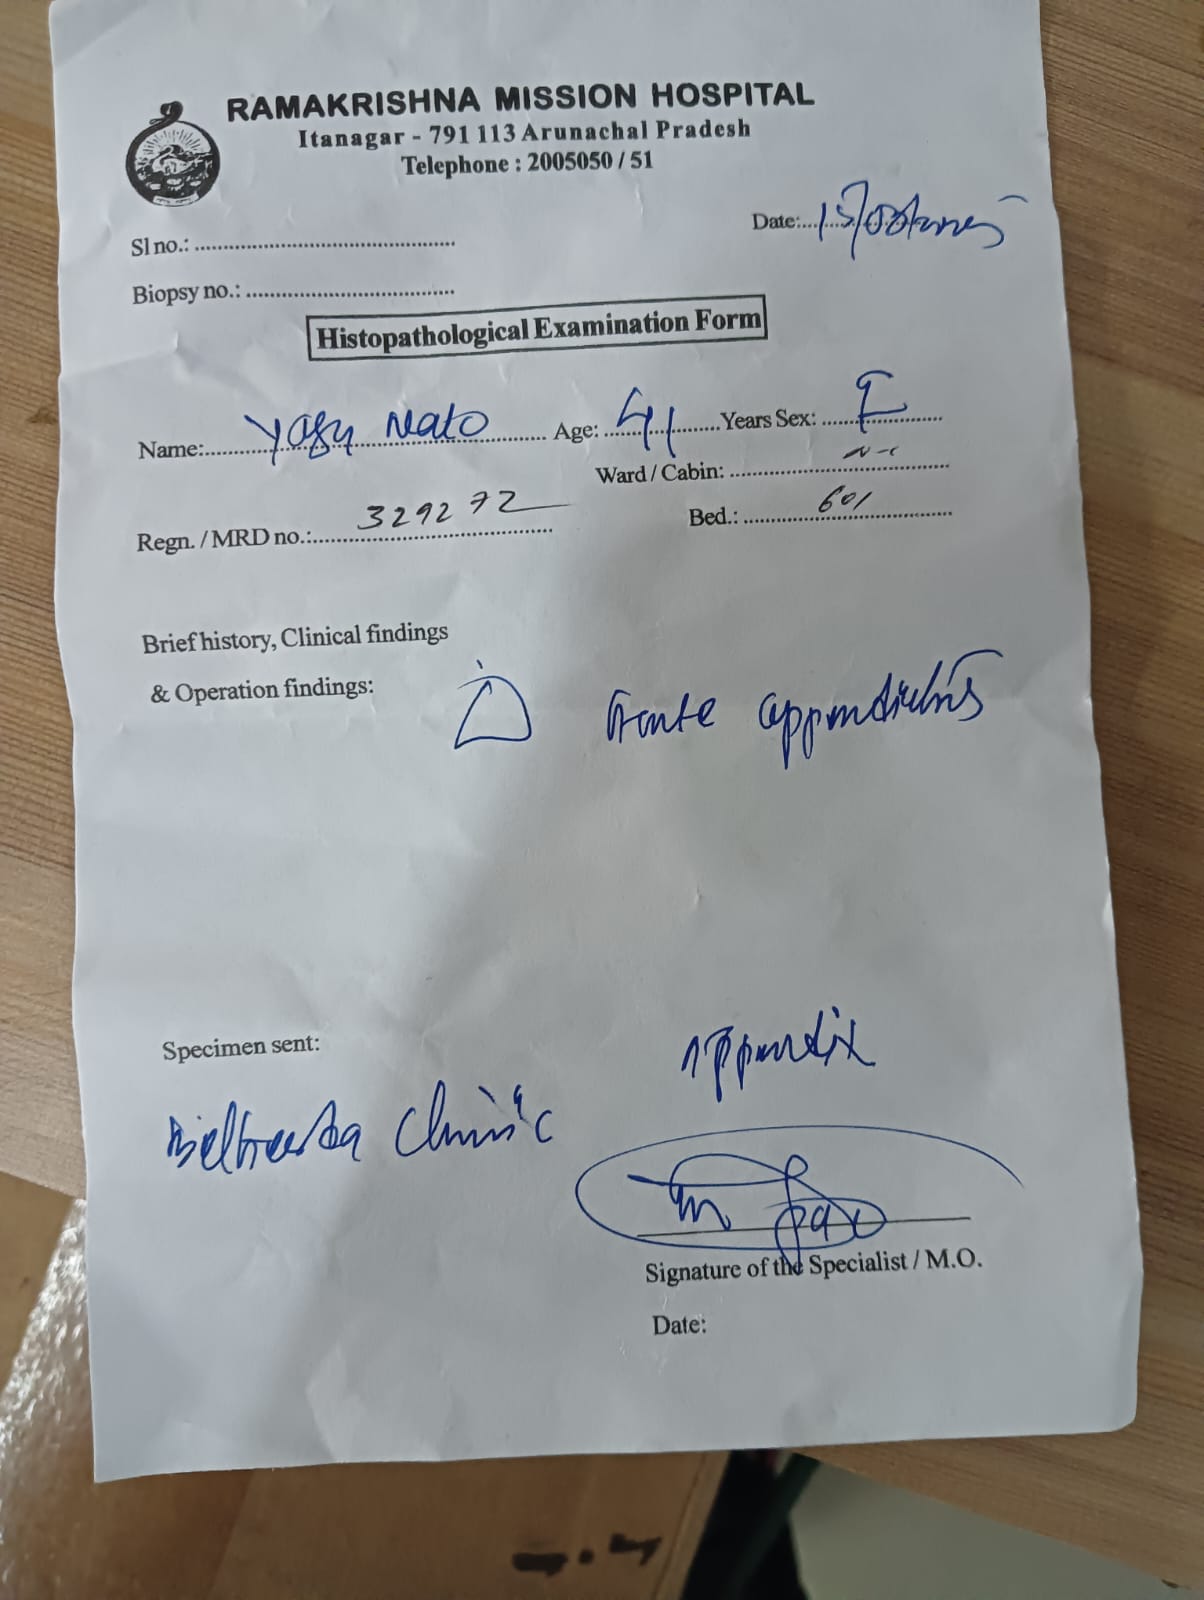 RAMAKRISHNA MISSION HOSPITAL
Itanagar - 791 113 Arunachal Pradesh
Telephone : 2005050 / 51
Date:
Sl no.:
Biopsy no.:
Histopathological Examination Form
Name: Nato Age: 41 Years Sex: F
Ward / Cabin:
Regn. / MRD no.: 329272 Bed.: 601
Brief history, Clinical findings
& Operation findings: appendicitis
Specimen sent: Appendix
Clinic
Signature of the Specialist / M.O.
Date: